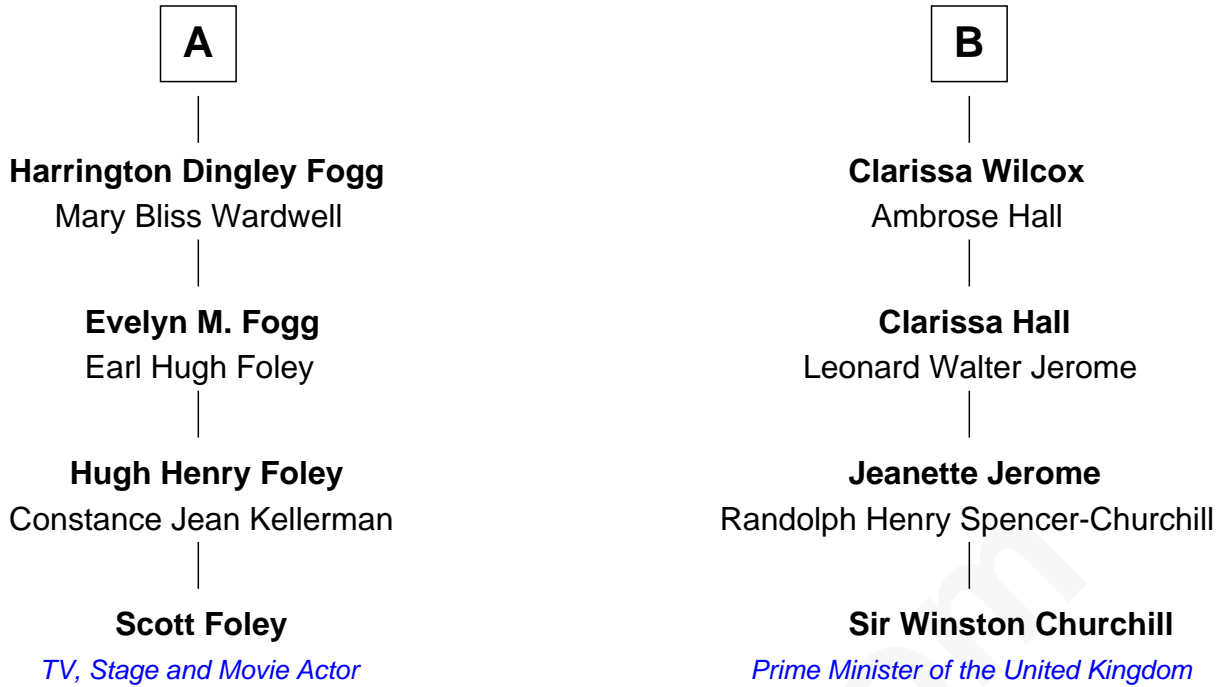 A
Harrington Dingley Fogg
Mary Bliss Wardwell
Evelyn M. Fogg
Earl Hugh Foley
Hugh Henry Foley
Constance Jean Kellerman
Scott Foley
TV, Stage and Movie Actor
B
Clarissa Wilcox
Ambrose Hall
Clarissa Hall
Leonard Walter Jerome
Jeanette Jerome
Randolph Henry Spencer-Churchill
Sir Winston Churchill
Prime Minister of the United Kingdom